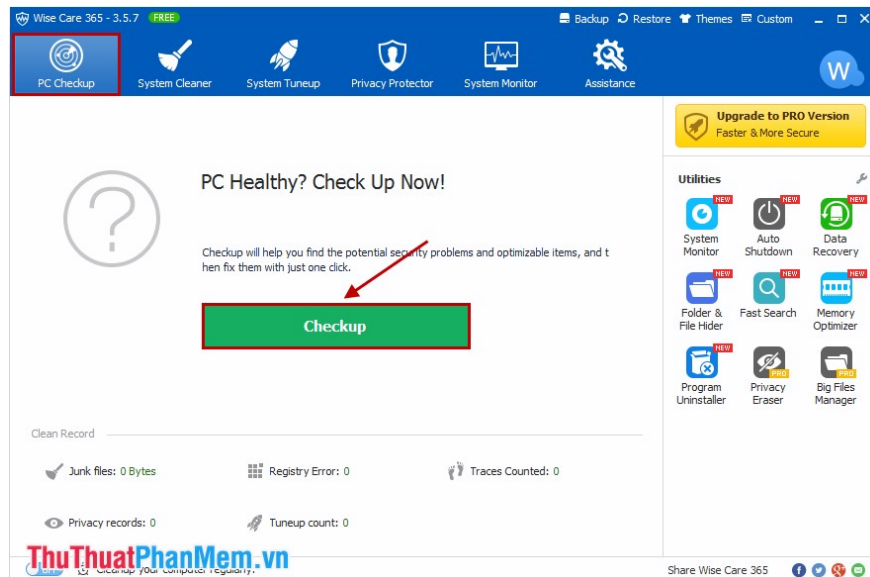 Wise Care 365 - 3.5.7 FREE
Backup Restore Themes Custom
PC Checkup System Cleaner System Tuneup Privacy Protector System Monitor Assistance
W
Upgrade to PRO Version
Faster & More Secure
PC Healthy? Check Up Now!
Checkup will help you find the potential security problems and optimizable items, and t
hen fix them with just one click.
Checkup
Utilities
NEW NEW NEW
System Monitor
Auto Shutdown
Data Recovery
NEW NEW NEW
Folder & File Hider
Fast Search
Memory Optimizer
NEW PRO PRO
Program Uninstaller
Privacy Eraser
Big Files Manager
Clean Record
Junk files: 0 Bytes
Registry Error: 0
Traces Counted: 0
Privacy records: 0
Tuneup count: 0
ThuThuatPhanMem.vn
Cleanup your computer regularly.
Share Wise Care 365